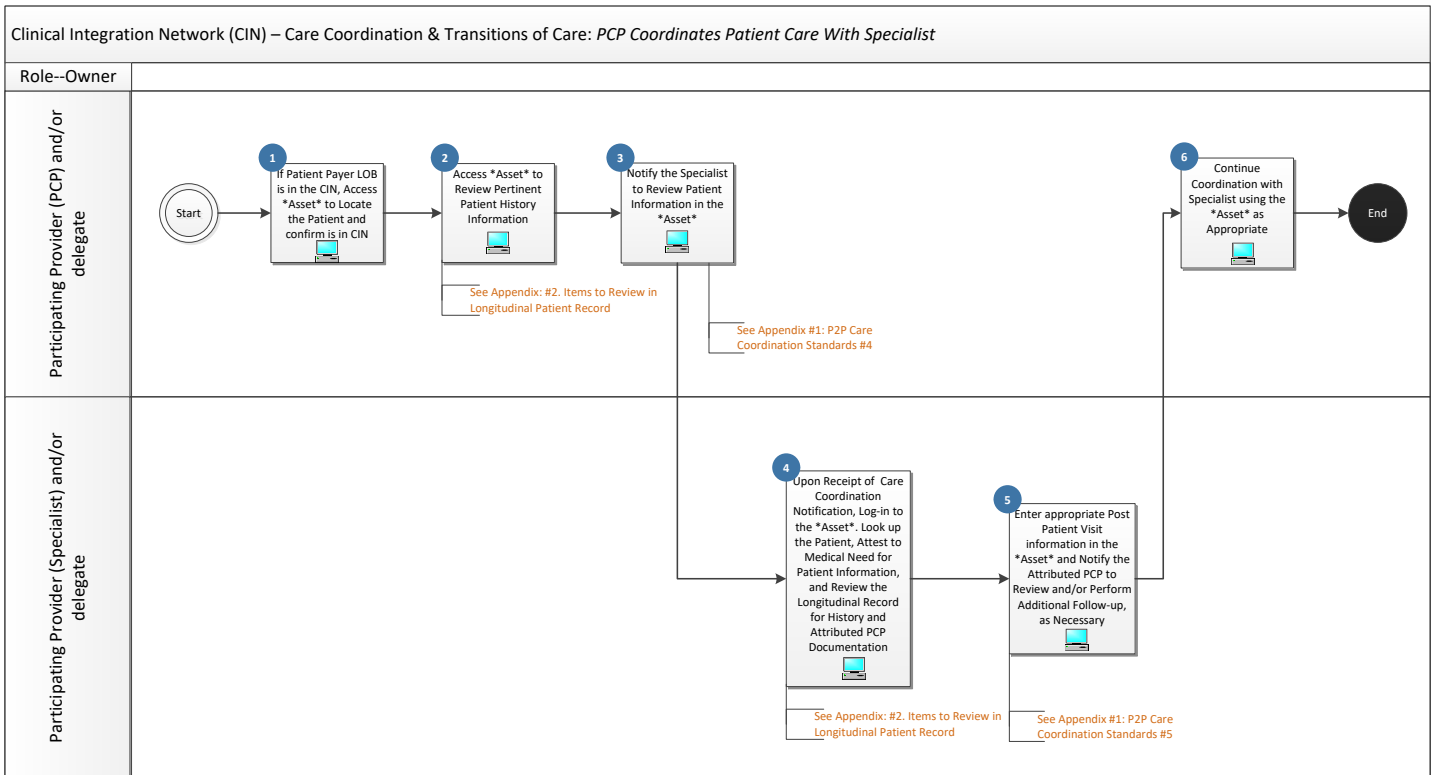 Clinical Integration Network (CIN) – Care Coordination & Transitions of Care: PCP Coordinates Patient Care With Specialist
Role--Owner
Participating Provider (PCP) and/or
delegate
Start
1
If Patient Payer LOB
is in the CIN, Access
*Asset* to Locate
the Patient and
confirm is in CIN
2
Access *Asset* to
Review Pertinent
Patient History
Information
See Appendix: #2. Items to Review in
Longitudinal Patient Record
3
Notify the Specialist
to Review Patient
Information in the
*Asset*
See Appendix #1: P2P Care
Coordination Standards #4
6
Continue
Coordination with
Specialist using the
*Asset* as
Appropriate
End
Participating Provider (Specialist) and/or
delegate
4
Upon Receipt of Care
Coordination
Notification, Log-in to
the *Asset*. Look up
the Patient, Attest to
Medical Need for
Patient Information,
and Review the
Longitudinal Record
for History and
Attributed PCP
Documentation
See Appendix: #2. Items to Review in
Longitudinal Patient Record
5
Enter appropriate Post
Patient Visit
information in the
*Asset* and Notify the
Attributed PCP to
Review and/or Perform
Additional Follow-up,
as Necessary
See Appendix #1: P2P Care
Coordination Standards #5